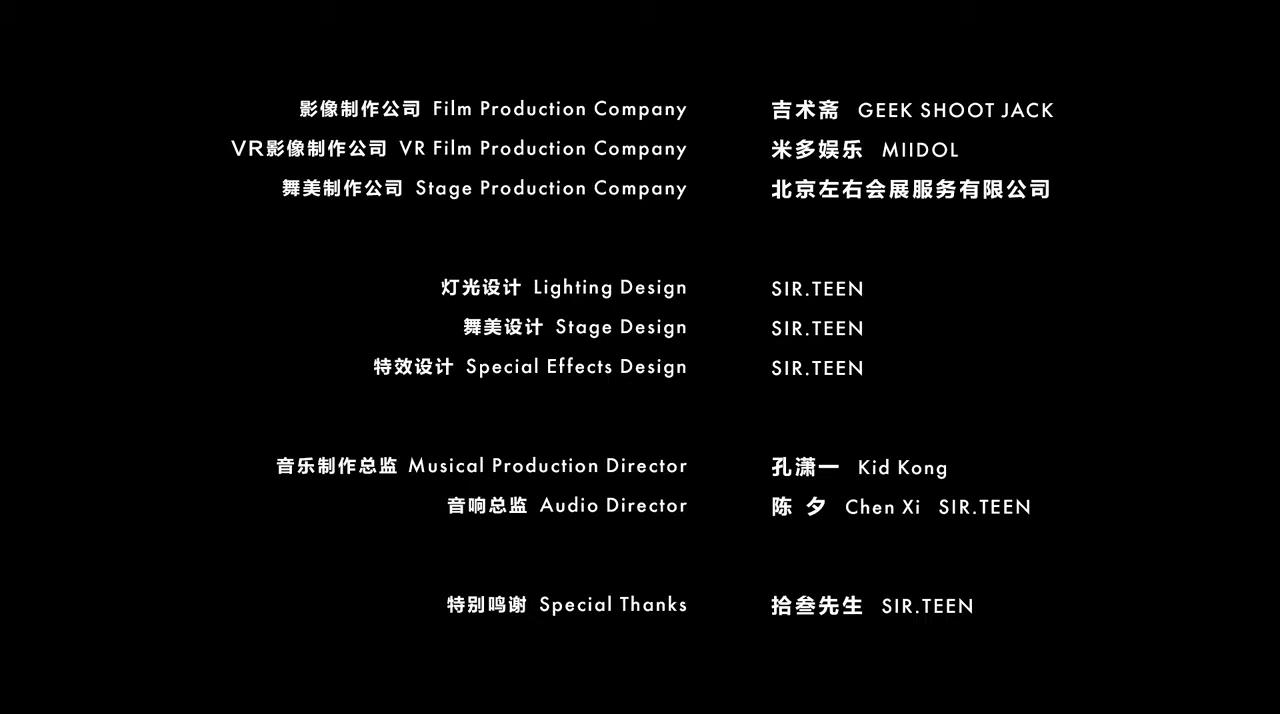 影像制作公司 Film Production Company 吉术斋 GEEK SHOOT JACK
VR影像制作公司 VR Film Production Company 米多娱乐 MIIDOL
舞美制作公司 Stage Production Company 北京左右会展服务有限公司
灯光设计 Lighting Design SIR.TEEN
舞美设计 Stage Design SIR.TEEN
特效设计 Special Effects Design SIR.TEEN
音乐制作总监 Musical Production Director 孔潇一 Kid Kong
音响总监 Audio Director 陈 夕 Chen Xi SIR.TEEN
特别鸣谢 Special Thanks 拾叁先生 SIR.TEEN